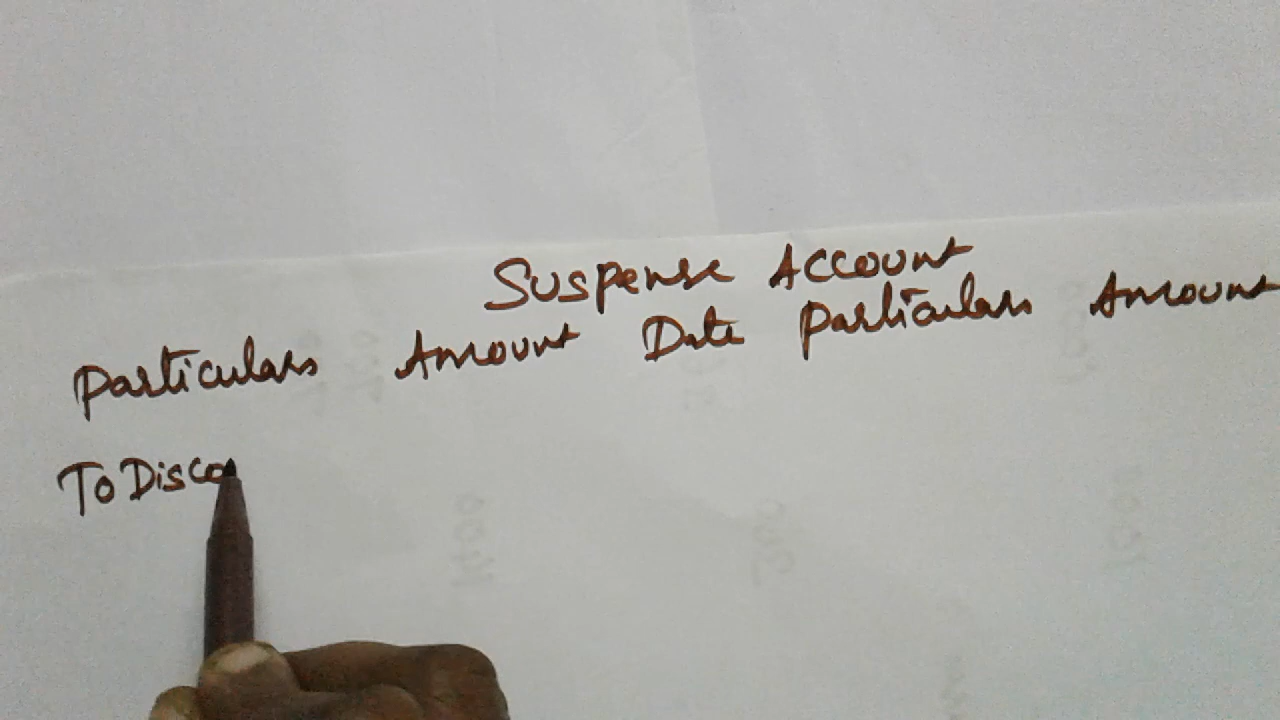 Suspense Account
Particulars Amount Date Particulars Amount
To Disco